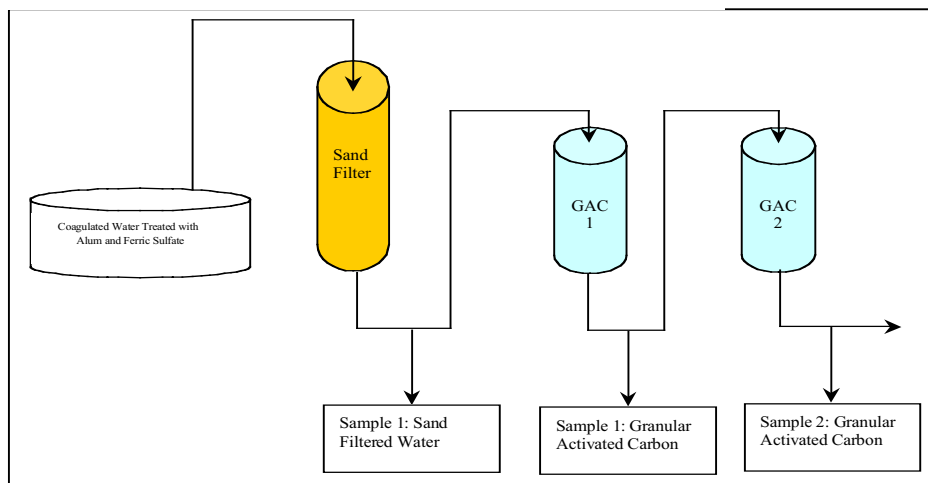 Sand
Filter
GAC
1
GAC
2
Coagulated Water Treated with
Alum and Ferric Sulfate
Sample 1: Sand
Filtered Water
Sample 1: Granular
Activated Carbon
Sample 2: Granular
Activated Carbon